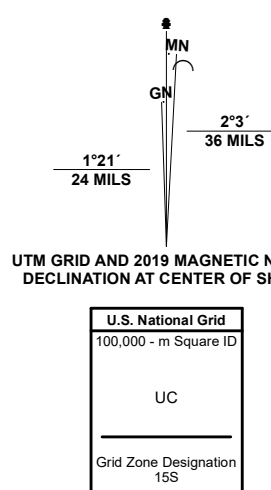 MN
GN
2°3´
36 MILS
1°21´
24 MILS
UTM GRID AND 2019 MAGNETIC N
DECLINATION AT CENTER OF SH
U.S. National Grid
100,000 - m Square ID
UC
Grid Zone Designation
15S